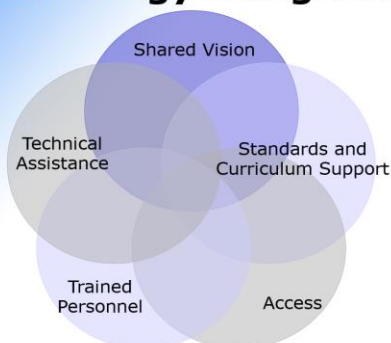 Shared Vision
Technical
Assistance
Standards and
Curriculum Support
Trained
Personnel
Access